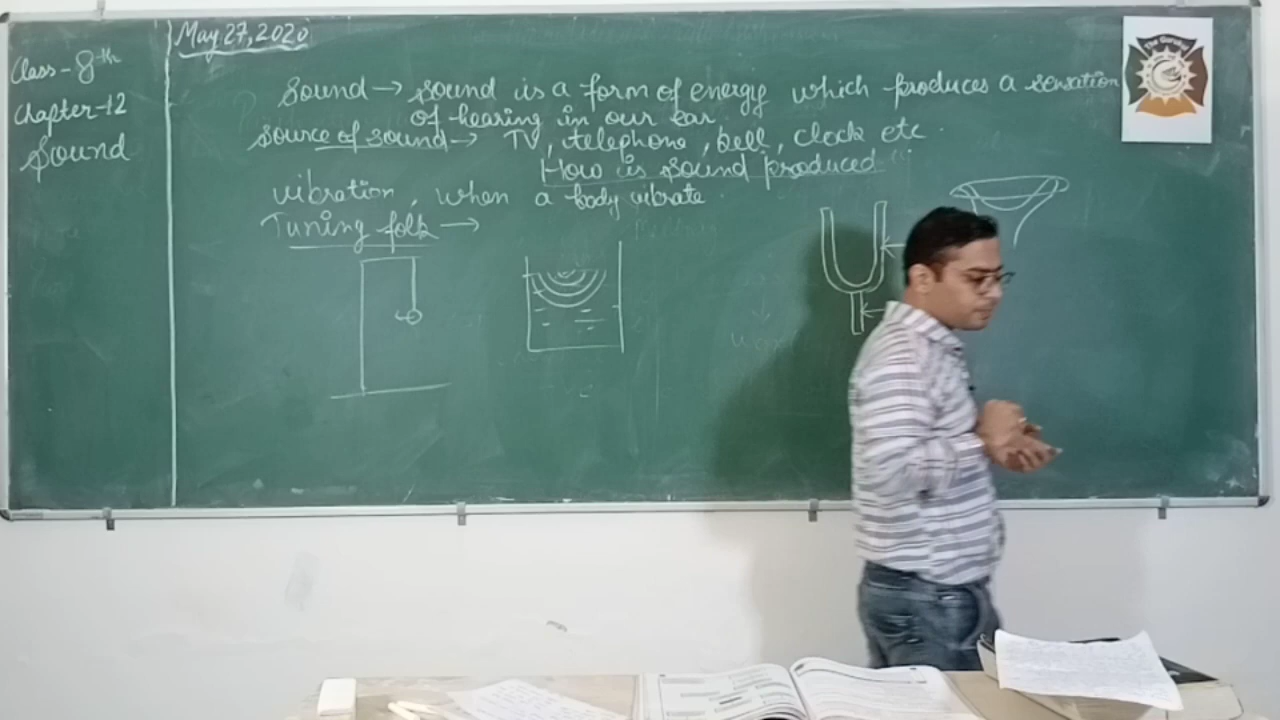 May 27, 2020
Class - 8th
Chapter-12
Sound
Sound → sound is a form of energy which produces a sensation
of hearing in our ear.
Source of sound → TV, telephone, bell, clock etc.
How is Sound produced
vibration, when a body vibrate.
Tuning folk →